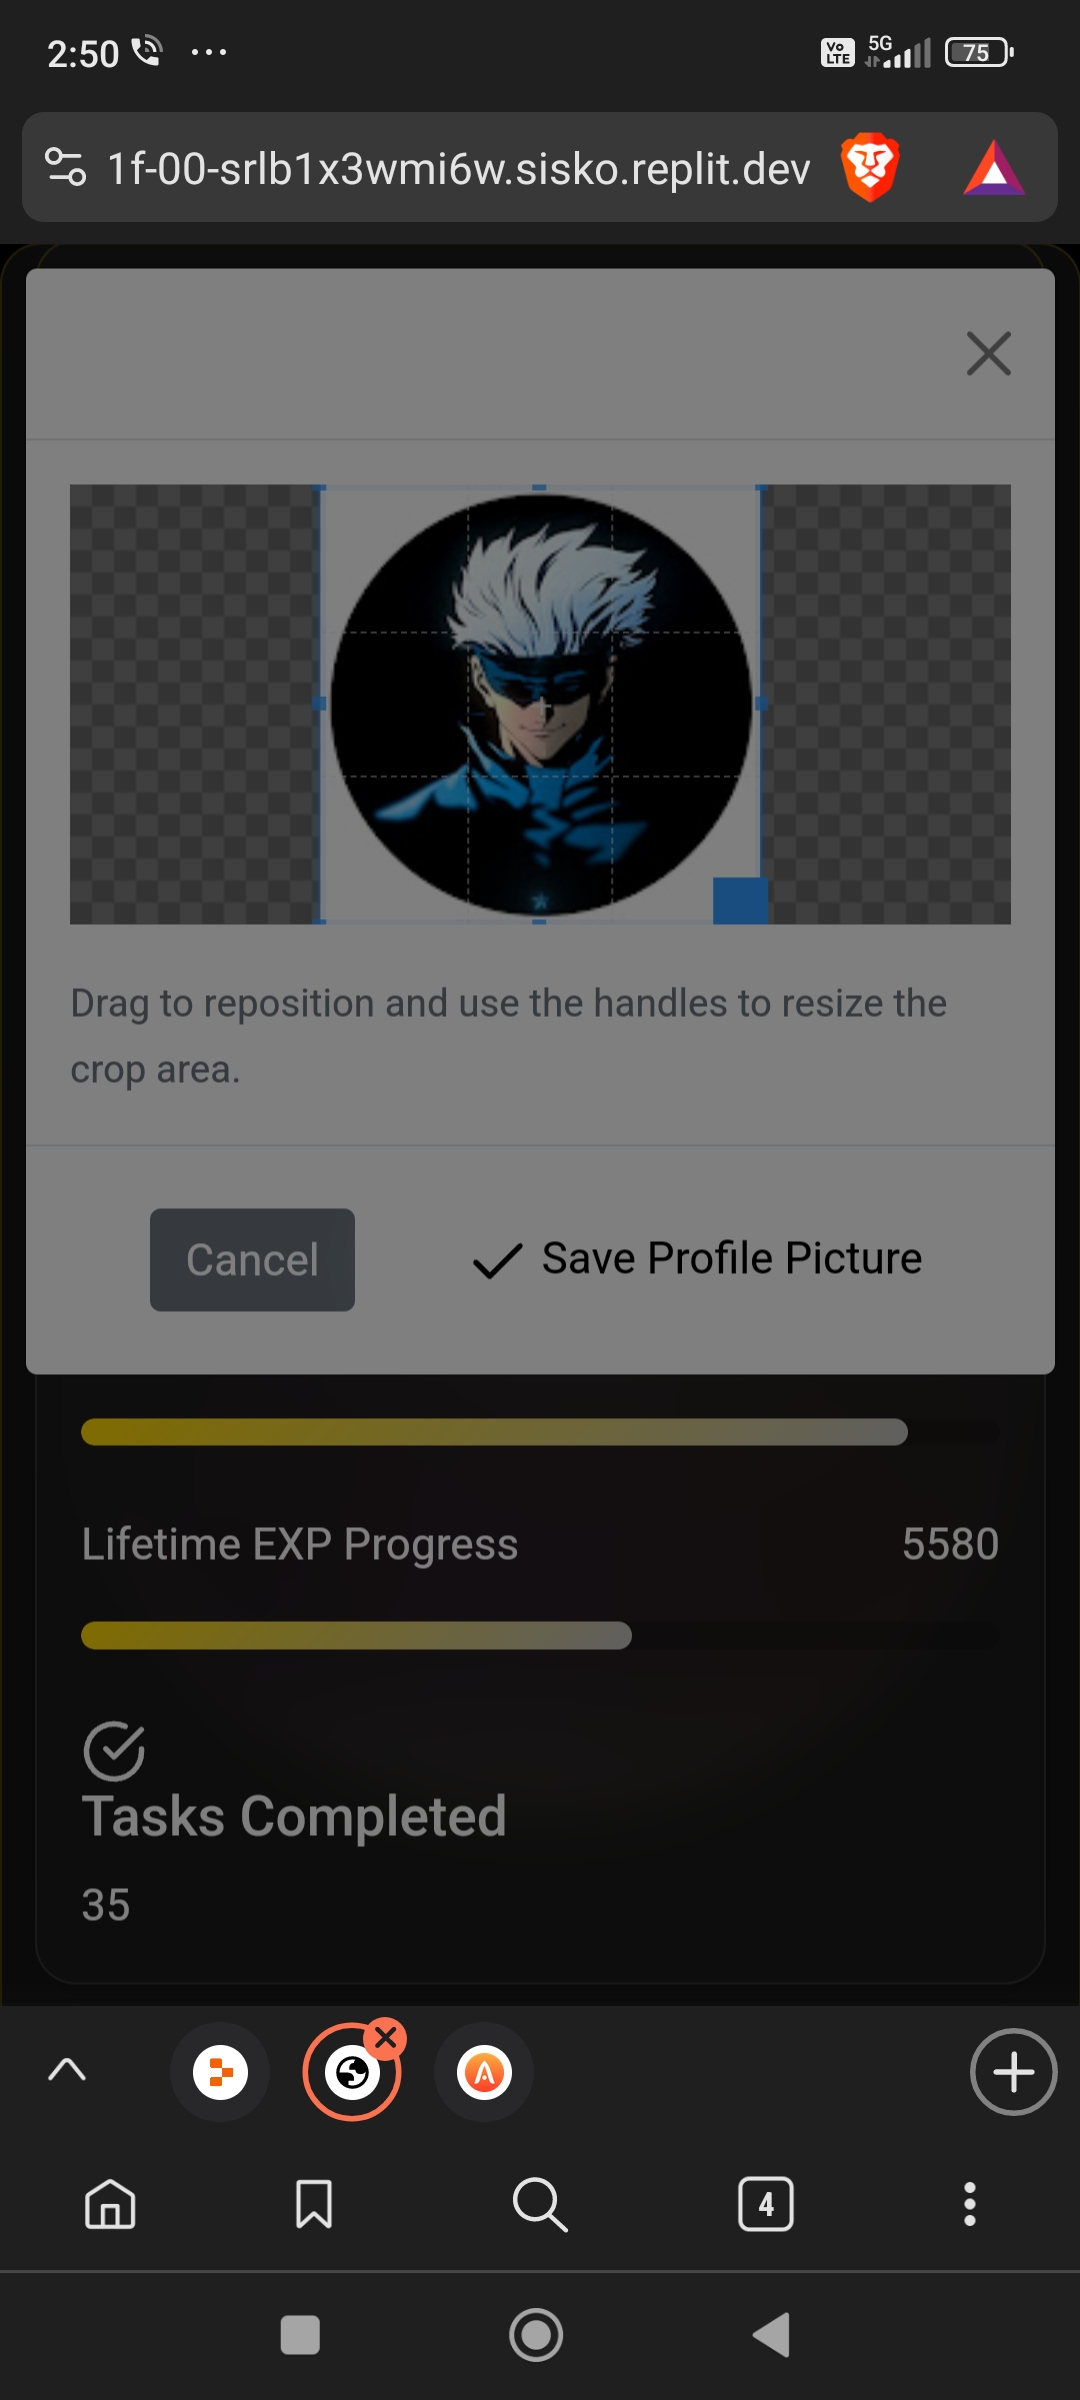 2:50
Vo
LTE
5G
75
1f-00-srlb1x3wmi6w.sisko.replit.dev
Drag to reposition and use the handles to resize the
crop area.
Cancel
Save Profile Picture
Lifetime EXP Progress 5580
Tasks Completed
35
4